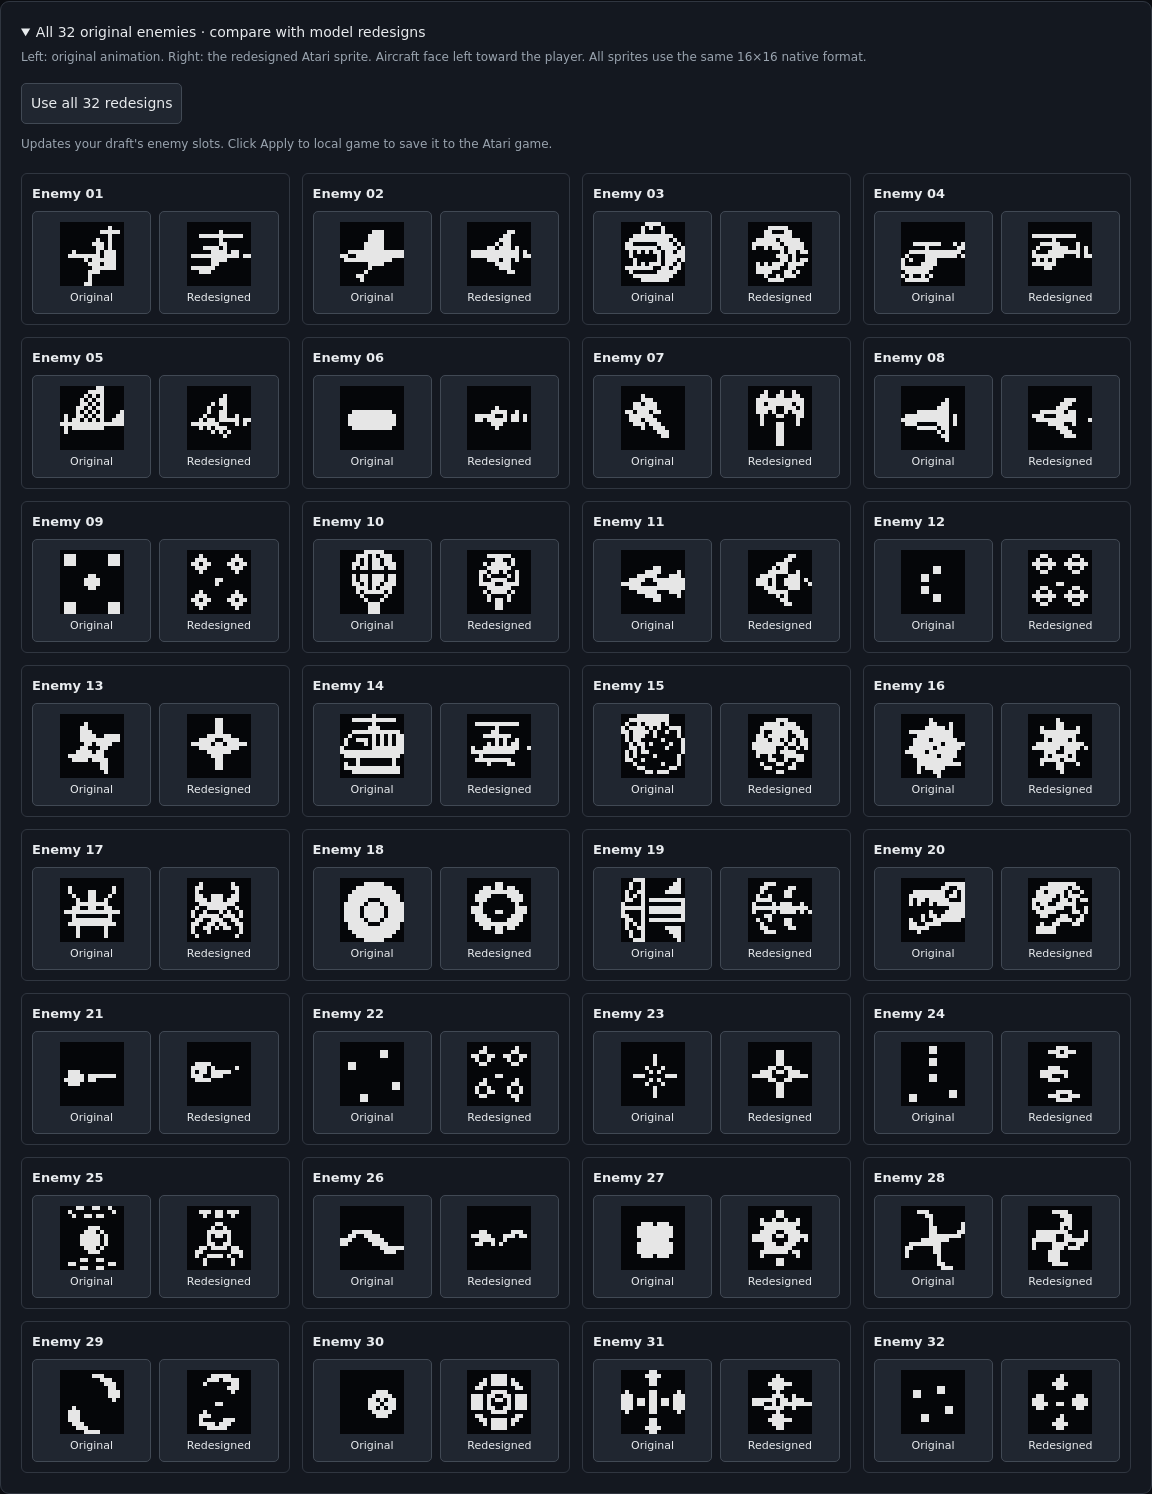 ▼ All 32 original enemies · compare with model redesigns
Left: original animation. Right: the redesigned Atari sprite. Aircraft face left toward the player. All sprites use the same 16×16 native format.
Use all 32 redesigns
Updates your draft's enemy slots. Click Apply to local game to save it to the Atari game.
Enemy 01 Enemy 02 Enemy 03 Enemy 04
Original Redesigned Original Redesigned Original Redesigned Original Redesigned
Enemy 05 Enemy 06 Enemy 07 Enemy 08
Original Redesigned Original Redesigned Original Redesigned Original Redesigned
Enemy 09 Enemy 10 Enemy 11 Enemy 12
Original Redesigned Original Redesigned Original Redesigned Original Redesigned
Enemy 13 Enemy 14 Enemy 15 Enemy 16
Original Redesigned Original Redesigned Original Redesigned Original Redesigned
Enemy 17 Enemy 18 Enemy 19 Enemy 20
Original Redesigned Original Redesigned Original Redesigned Original Redesigned
Enemy 21 Enemy 22 Enemy 23 Enemy 24
Original Redesigned Original Redesigned Original Redesigned Original Redesigned
Enemy 25 Enemy 26 Enemy 27 Enemy 28
Original Redesigned Original Redesigned Original Redesigned Original Redesigned
Enemy 29 Enemy 30 Enemy 31 Enemy 32
Original Redesigned Original Redesigned Original Redesigned Original Redesigned